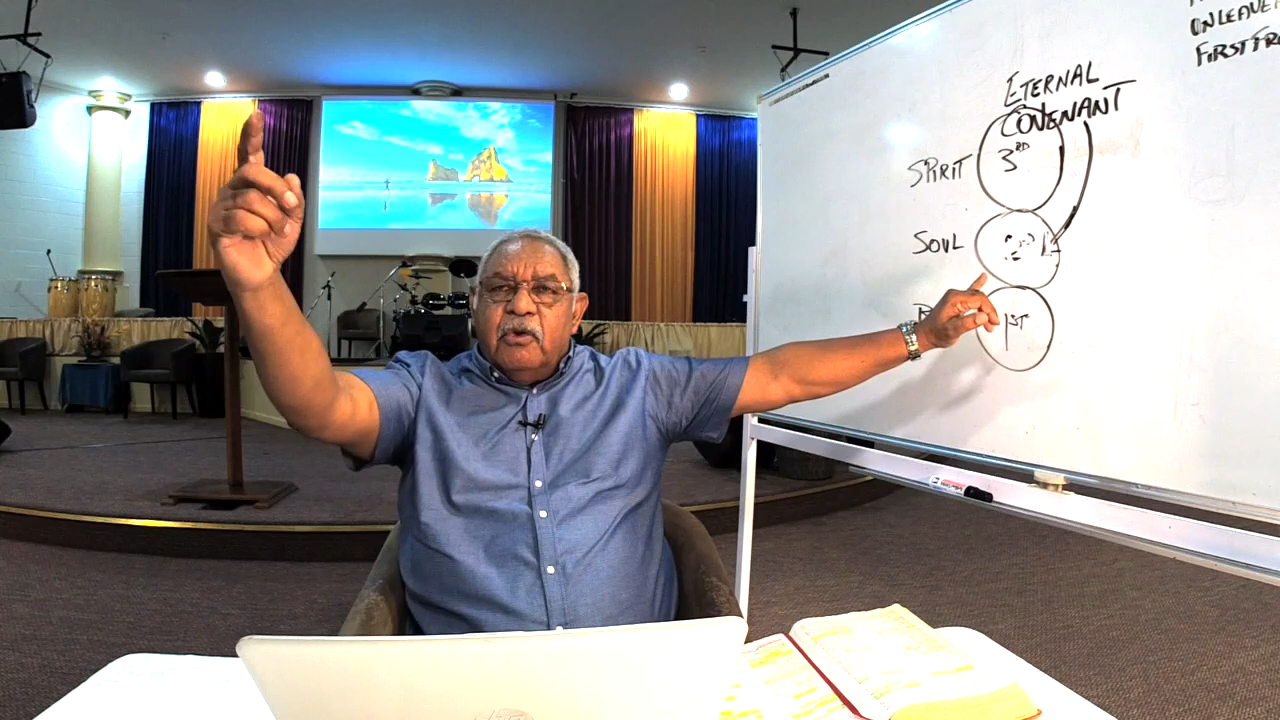 ON LEAVE
FIRST FR
ETERNAL
COVENANT
SPIRIT
3RD
SOUL
1ST